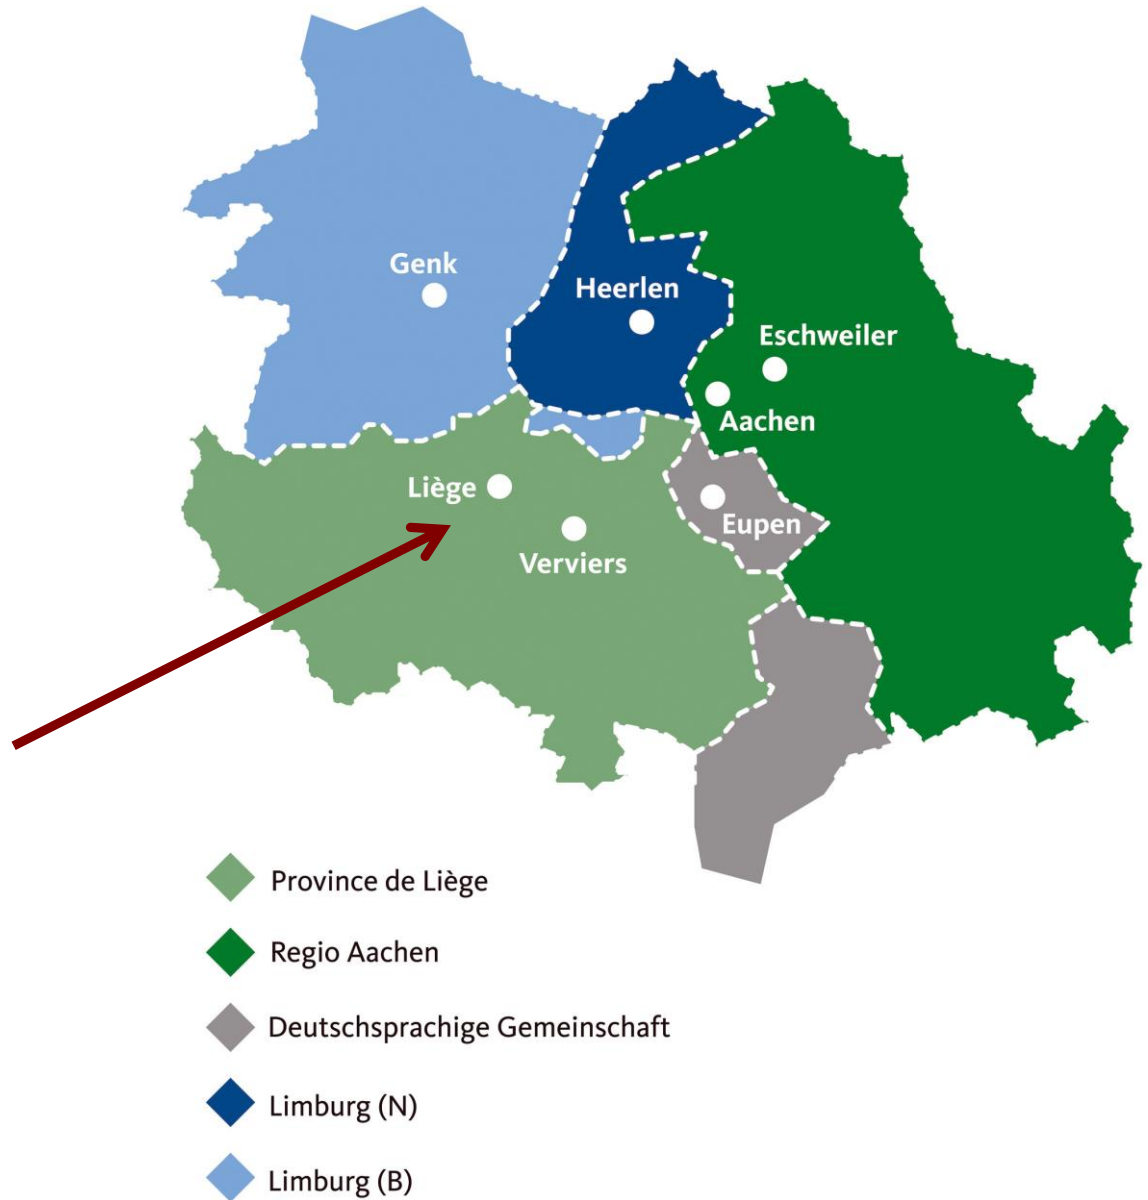 Genk
Heerlen
Eschweiler
Aachen
Liège
Eupen
Verviers
Province de Liège
Regio Aachen
Deutschsprachige Gemeinschaft
Limburg (N)
Limburg (B)